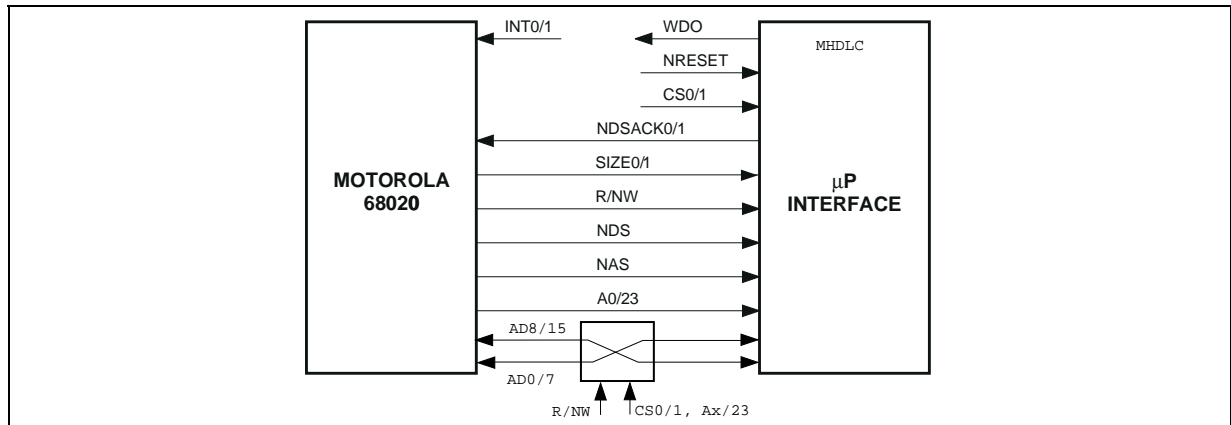 INT0/1
WDO
MHDLC
NRESET
CS0/1
NDSACK0/1
SIZE0/1
MOTOROLA
68020
µP
INTERFACE
R/NW
NDS
NAS
A0/23
AD8/15
AD0/7
R/NW
CS0/1, Ax/23